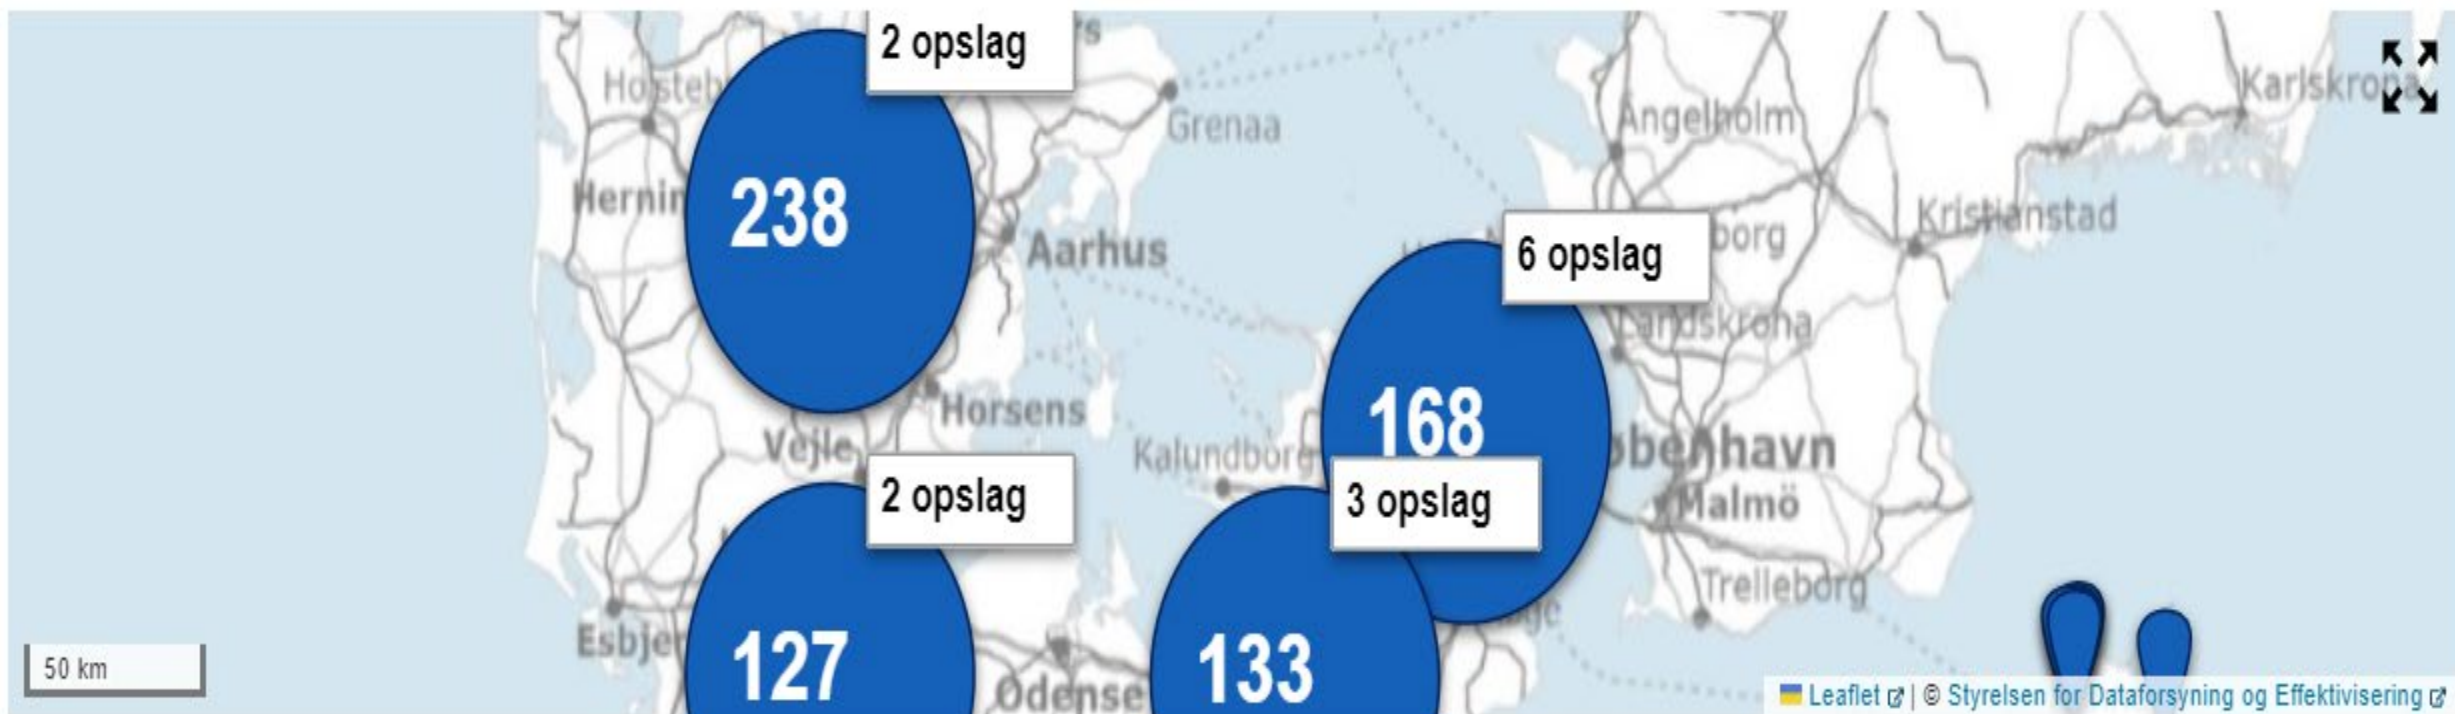 2 opslag
Karlskrona
Ängelholm
Grenaa
238
Aarhus
Kristianstad
6 opslag
borg
Landskrona
Horsens
168
Vejle
Kalundborg
Malmö
2 opslag
3 opslag
Trelleborg
127
133
Odense
50 km
Leaflet | © Styrelsen for Dataforsyning og Effektivisering